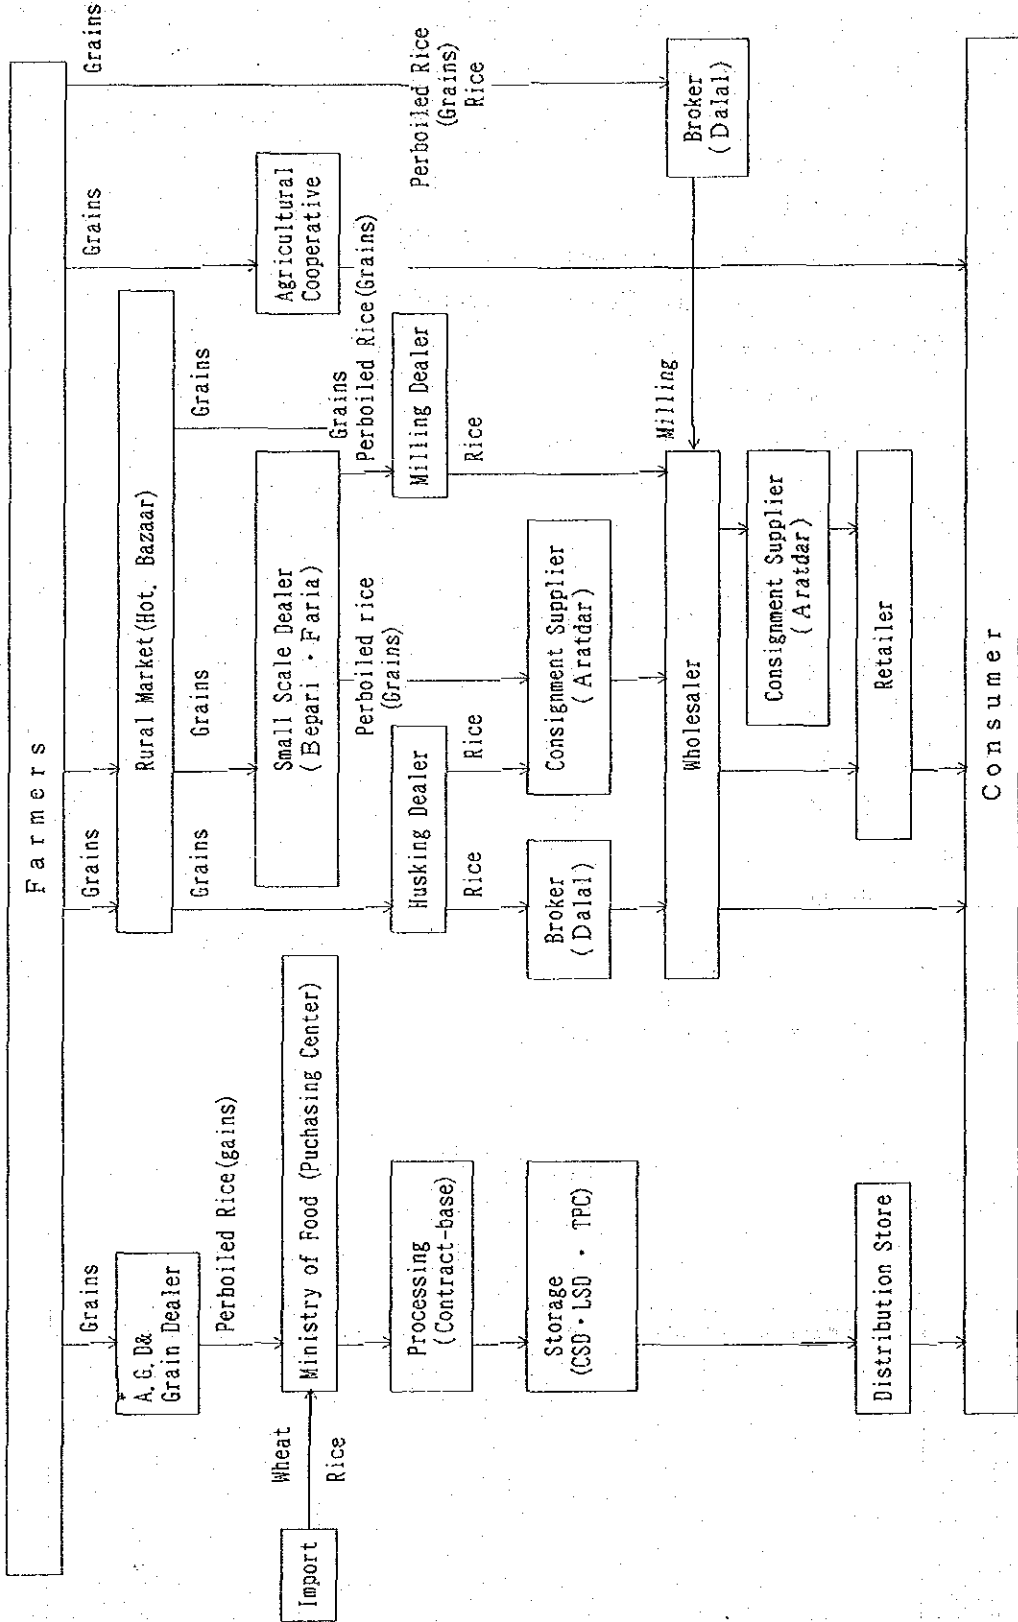 Farmers
Grains
Grains
Grains
Grains
A.G.D&
Grain Dealer
Rural Market(Hot. Bazaar)
Perboiled Rice(gains)
Grains
Grains
Grains
Agricultural
Cooperative
Import
Wheat
Rice
Ministry of Food (Puchasing Center)
Small Scale Dealer
(Bepari・Faria)
Grains
Perboiled Rice(Grains)
Perboiled rice
(Grains)
Perboiled Rice
(Grains)
Rice
Processing
(Contract-base)
Husking Dealer
Milling Dealer
Rice
Rice
Rice
Storage
(CSD・LSD・TPC)
Broker
(Dalal)
Consignment Supplier
(Aratdar)
Broker
(Dalal)
Milling
Wholesaler
Consignment Supplier
(Aratdar)
Distribution Store
Retailer
Consumer